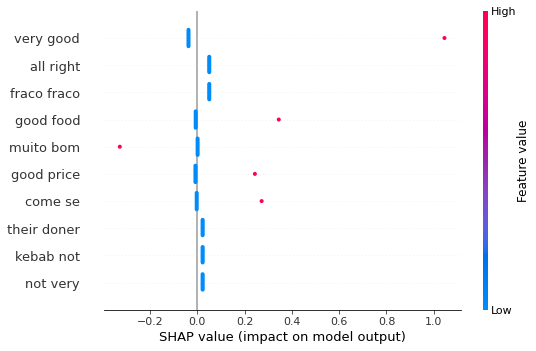 High
very good
all right
fraco fraco
good food
muito bom
good price
come se
their doner
kebab not
not very
Feature value
Low
−0.2 0.0 0.2 0.4 0.6 0.8 1.0
SHAP value (impact on model output)